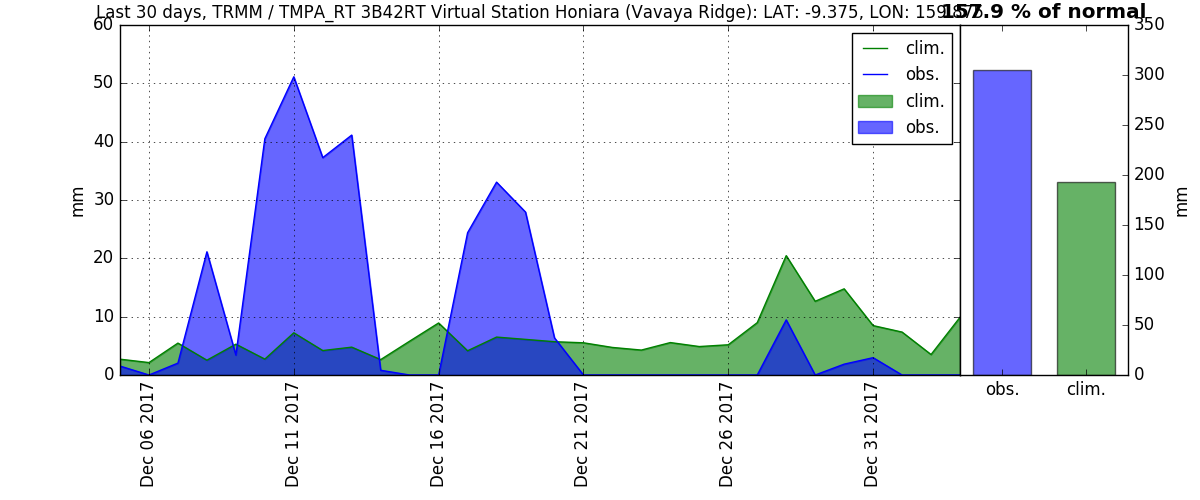 Last 30 days, TRMM / TMPA_RT 3B42RT Virtual Station Honiara (Vavaya Ridge): LAT: -9.375, LON:
157.9 % of normal
60
50
40
30
20
10
0
mm
clim.
obs.
clim.
obs.
350
300
250
200
150
100
50
0
mm
obs.
clim.
Dec 06 2017
Dec 11 2017
Dec 16 2017
Dec 21 2017
Dec 26 2017
Dec 31 2017